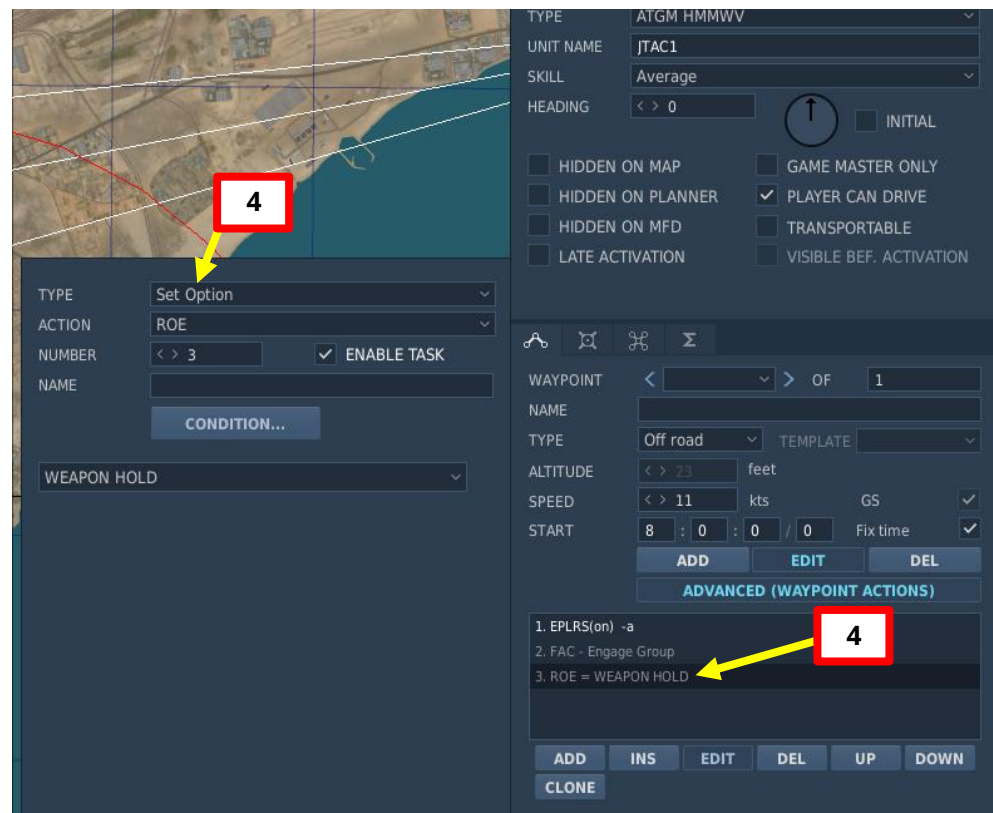 TYPE ATGM HMMWV
UNIT NAME JTAC1
SKILL Average
HEADING < > 0 INITIAL
HIDDEN ON MAP GAME MASTER ONLY
HIDDEN ON PLANNER PLAYER CAN DRIVE
HIDDEN ON MFD TRANSPORTABLE
LATE ACTIVATION VISIBLE BEF. ACTIVATION
4
TYPE Set Option
ACTION ROE
NUMBER < > 3 ENABLE TASK
NAME
CONDITION...
WEAPON HOLD
WAYPOINT < > OF 1
NAME
TYPE Off road TEMPLATE
ALTITUDE < > 23 feet
SPEED < > 11 kts GS
START 8 : 0 : 0 / 0 Fix time
ADD EDIT DEL
ADVANCED (WAYPOINT ACTIONS)
1. EPLRS(on) -a
2. FAC - Engage Group
3. ROE = WEAPON HOLD
4
ADD INS EDIT DEL UP DOWN
CLONE